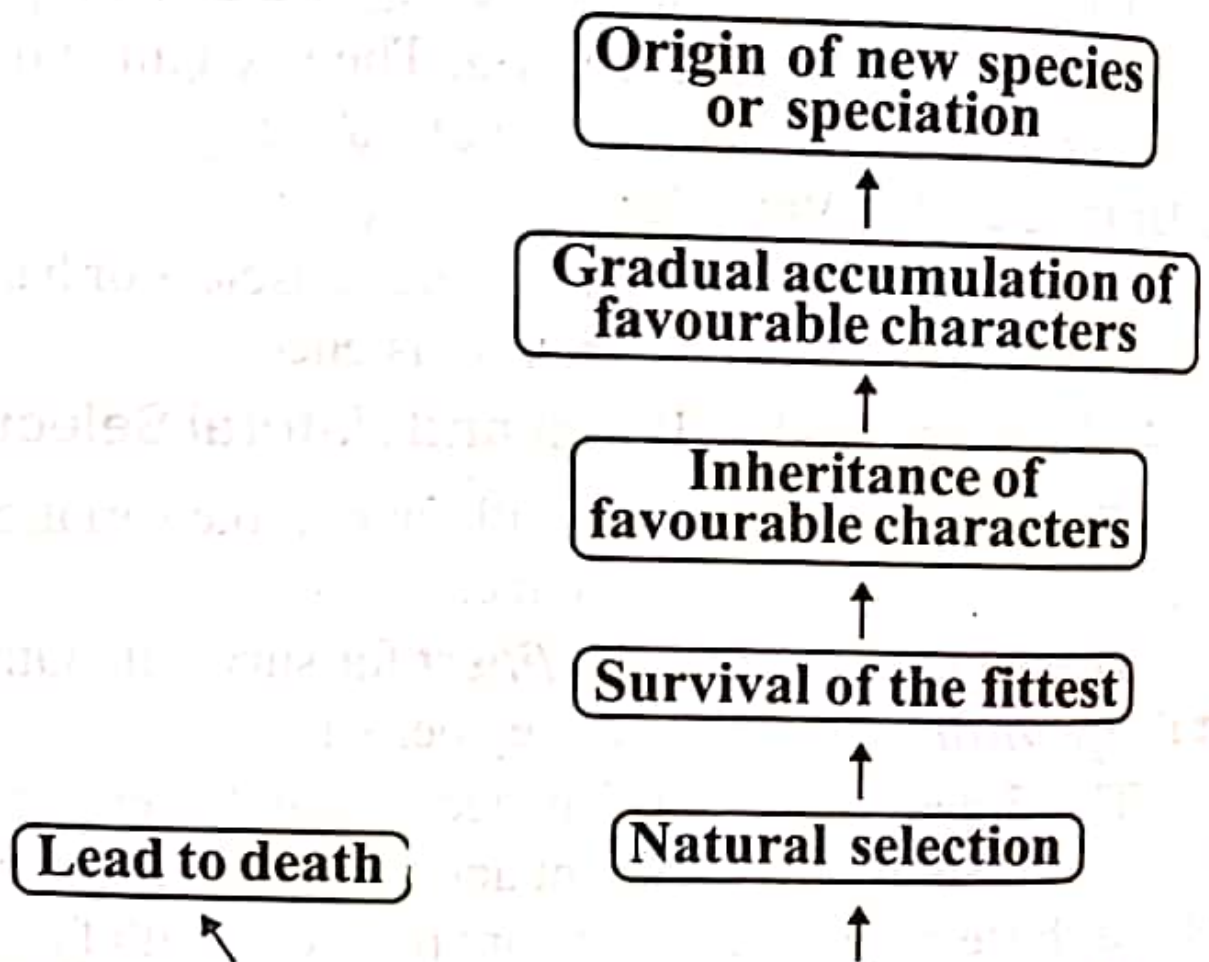 Origin of new species
or speciation
Gradual accumulation of
favourable characters
Inheritance of
favourable characters
Survival of the fittest
Natural selection
Lead to death